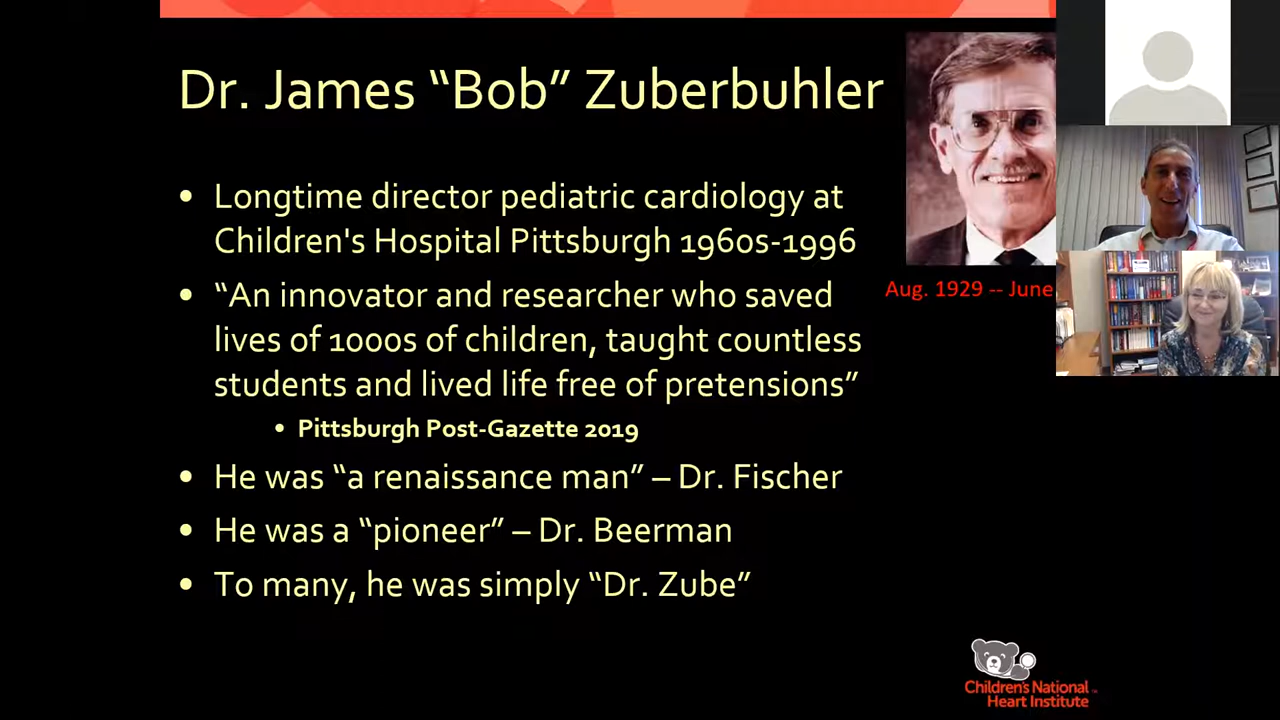 Dr. James “Bob” Zuberbuhler
• Longtime director pediatric cardiology at
Children's Hospital Pittsburgh 1960s-1996
Aug. 1929 -- June
• “An innovator and researcher who saved
lives of 1000s of children, taught countless
students and lived life free of pretensions”
• Pittsburgh Post-Gazette 2019
• He was “a renaissance man” – Dr. Fischer
• He was a “pioneer” – Dr. Beerman
• To many, he was simply “Dr. Zube”
Children's National
Heart Institute